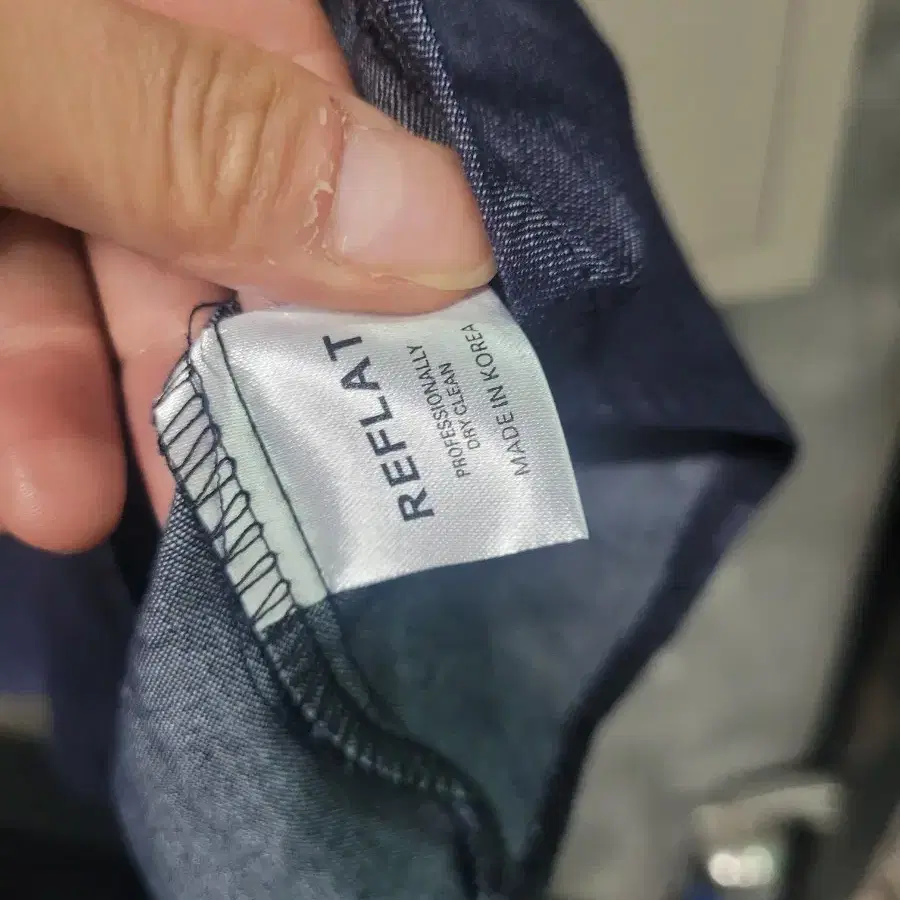 REFLAT
PROFESSIONALLY
DRY CLEAN
MADE IN KOREA